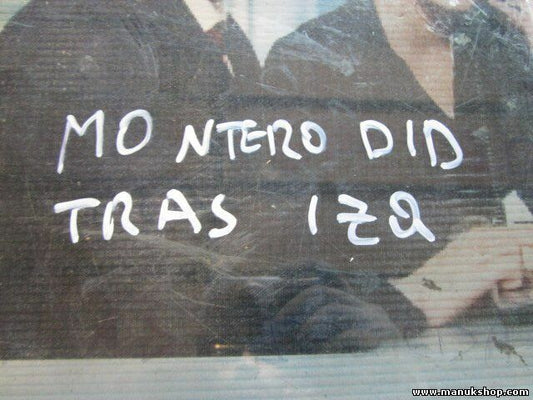 MONTERO DID
TRAS IZQ
www.manukshop.com